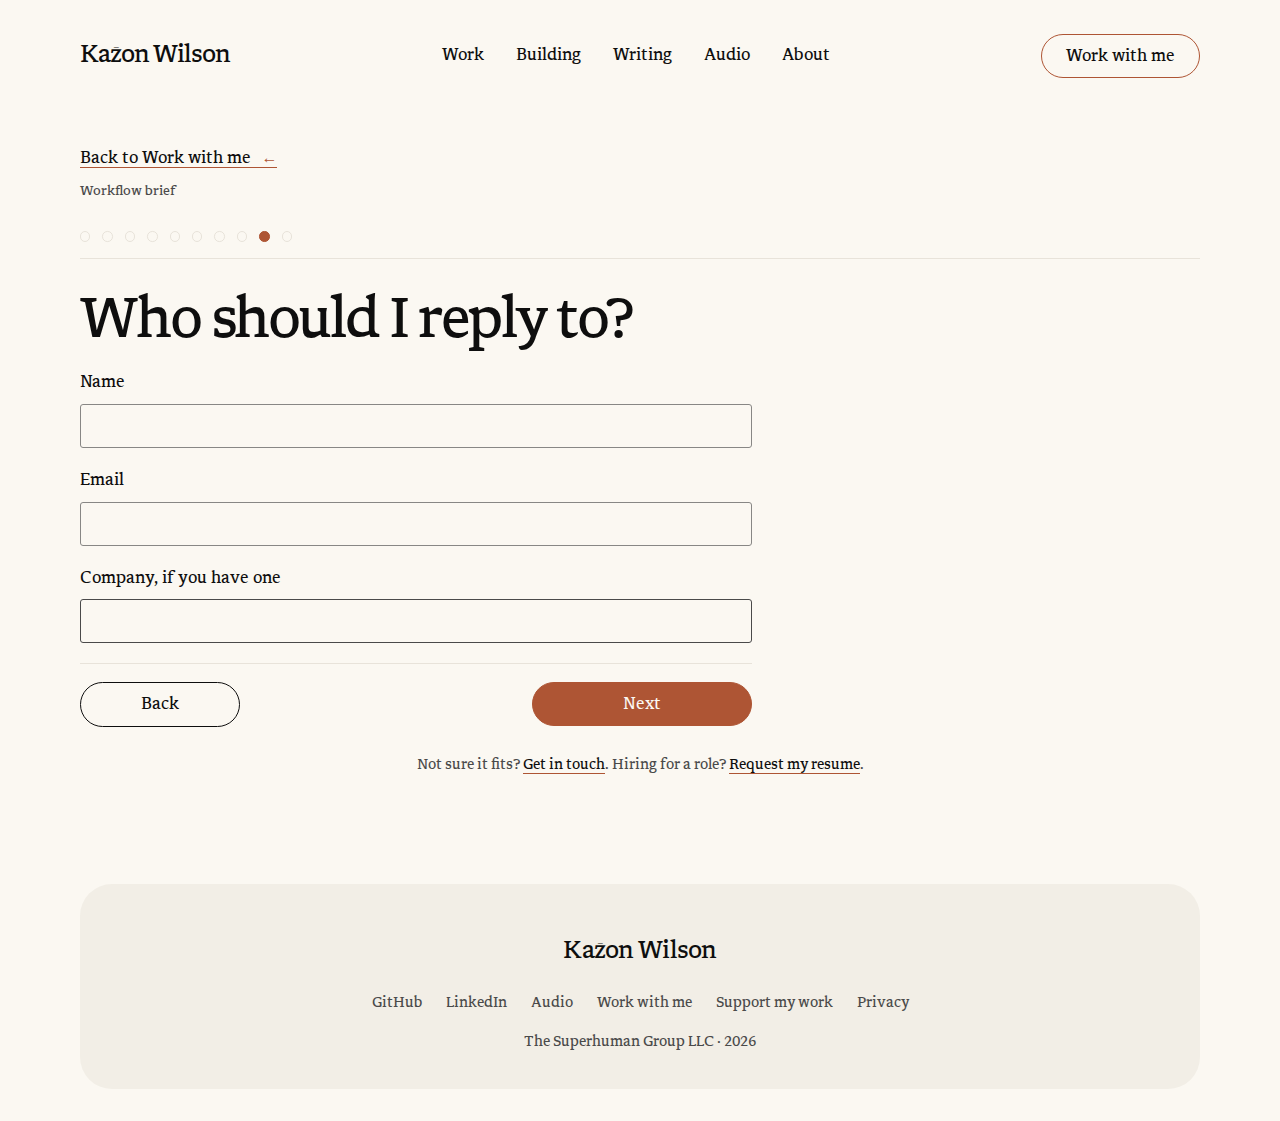 Kazon Wilson
Work Building Writing Audio About
Work with me
Back to Work with me ←
Workflow brief
Who should I reply to?
Name
Email
Company, if you have one
Back
Next
Not sure it fits? Get in touch. Hiring for a role? Request my resume.
Kazon Wilson
GitHub LinkedIn Audio Work with me Support my work Privacy
The Superhuman Group LLC · 2026